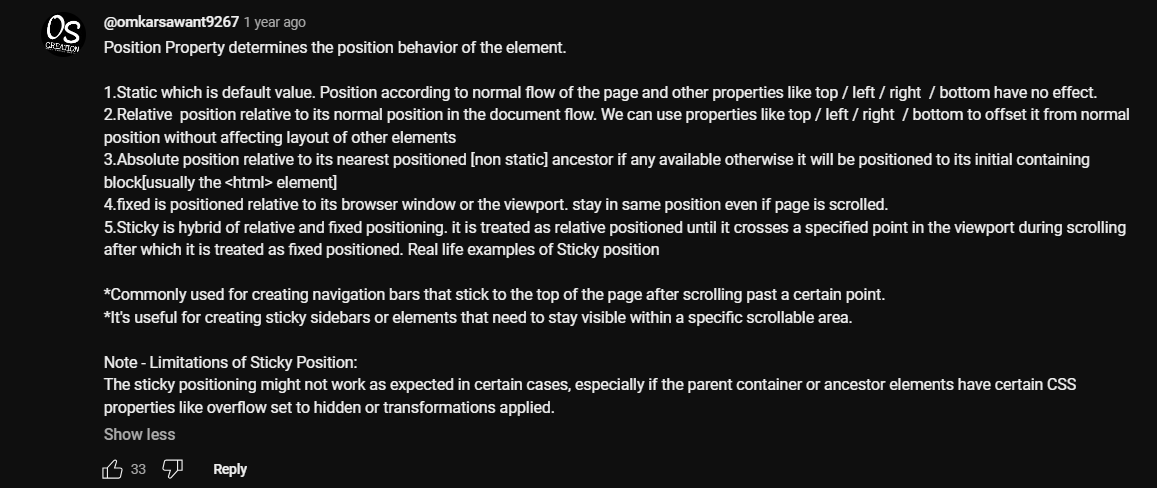 OS
CREATION
@omkarsawant9267 1 year ago
Position Property determines the position behavior of the element.
1.Static which is default value. Position according to normal flow of the page and other properties like top / left / right  / bottom have no effect.
2.Relative  position relative to its normal position in the document flow. We can use properties like top / left / right  / bottom to offset it from normal
position without affecting layout of other elements
3.Absolute position relative to its nearest positioned [non static] ancestor if any available otherwise it will be positioned to its initial containing
block[usually the <html> element]
4.fixed is positioned relative to its browser window or the viewport. stay in same position even if page is scrolled.
5.Sticky is hybrid of relative and fixed positioning. it is treated as relative positioned until it crosses a specified point in the viewport during scrolling
after which it is treated as fixed positioned. Real life examples of Sticky position
*Commonly used for creating navigation bars that stick to the top of the page after scrolling past a certain point.
*It's useful for creating sticky sidebars or elements that need to stay visible within a specific scrollable area.
Note - Limitations of Sticky Position:
The sticky positioning might not work as expected in certain cases, especially if the parent container or ancestor elements have certain CSS
properties like overflow set to hidden or transformations applied.
Show less
33 Reply